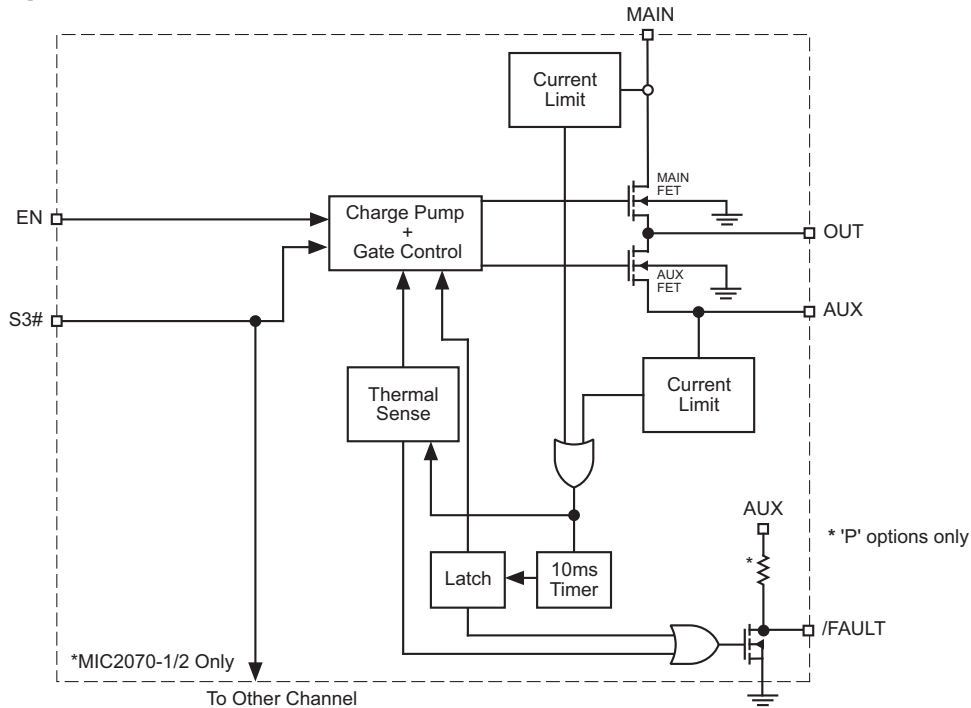 MAIN
Current
Limit
MAIN
FET
EN
Charge Pump
+
Gate Control
OUT
AUX
FET
S3#
AUX
Thermal
Sense
Current
Limit
AUX
* 'P' options only
*
Latch
10ms
Timer
/FAULT
*MIC2070-1/2 Only
To Other Channel